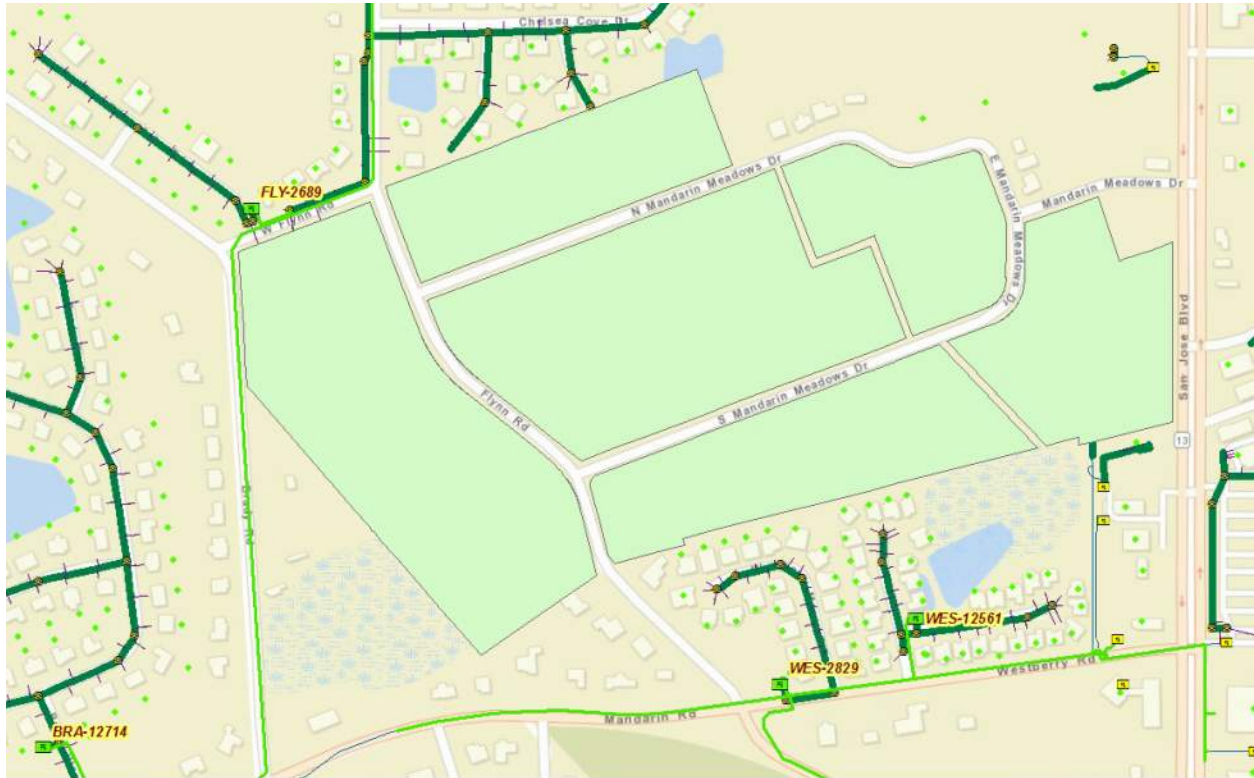 Chelsea Cove Dr
FLY-2689
W Flynn Rd
N Mandarin Meadows Dr
E Mandarin Meadows Dr
Mandarin Meadows Dr
Flynn Rd
S Mandarin Meadows Dr
San Jose Blvd
13
Brady Rd
WES-12561
WES-2829
Westberry Rd
Mandarin Rd
BRA-12714